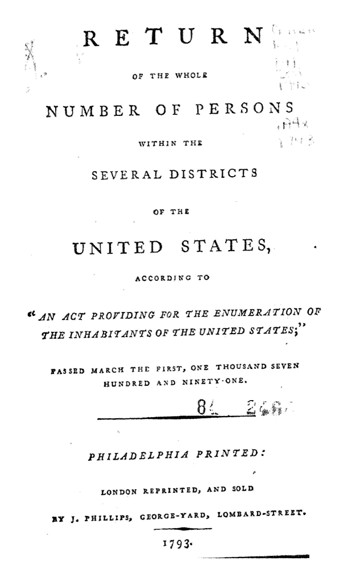 RETURN
OF THE WHOLE
NUMBER OF PERSONS
WITHIN THE
SEVERAL DISTRICTS
OF THE
UNITED STATES,
ACCORDING TO
"AN ACT PROVIDING FOR THE ENUMERATION OF
THE INHABITANTS OF THE UNITED STATES;"
PASSED MARCH THE FIRST, ONE THOUSAND SEVEN
HUNDRED AND NINETY-ONE.
PHILADELPHIA PRINTED:
LONDON REPRINTED, AND SOLD
BY J. PHILLIPS, GEORGE-YARD, LOMBARD-STREET.
1793.